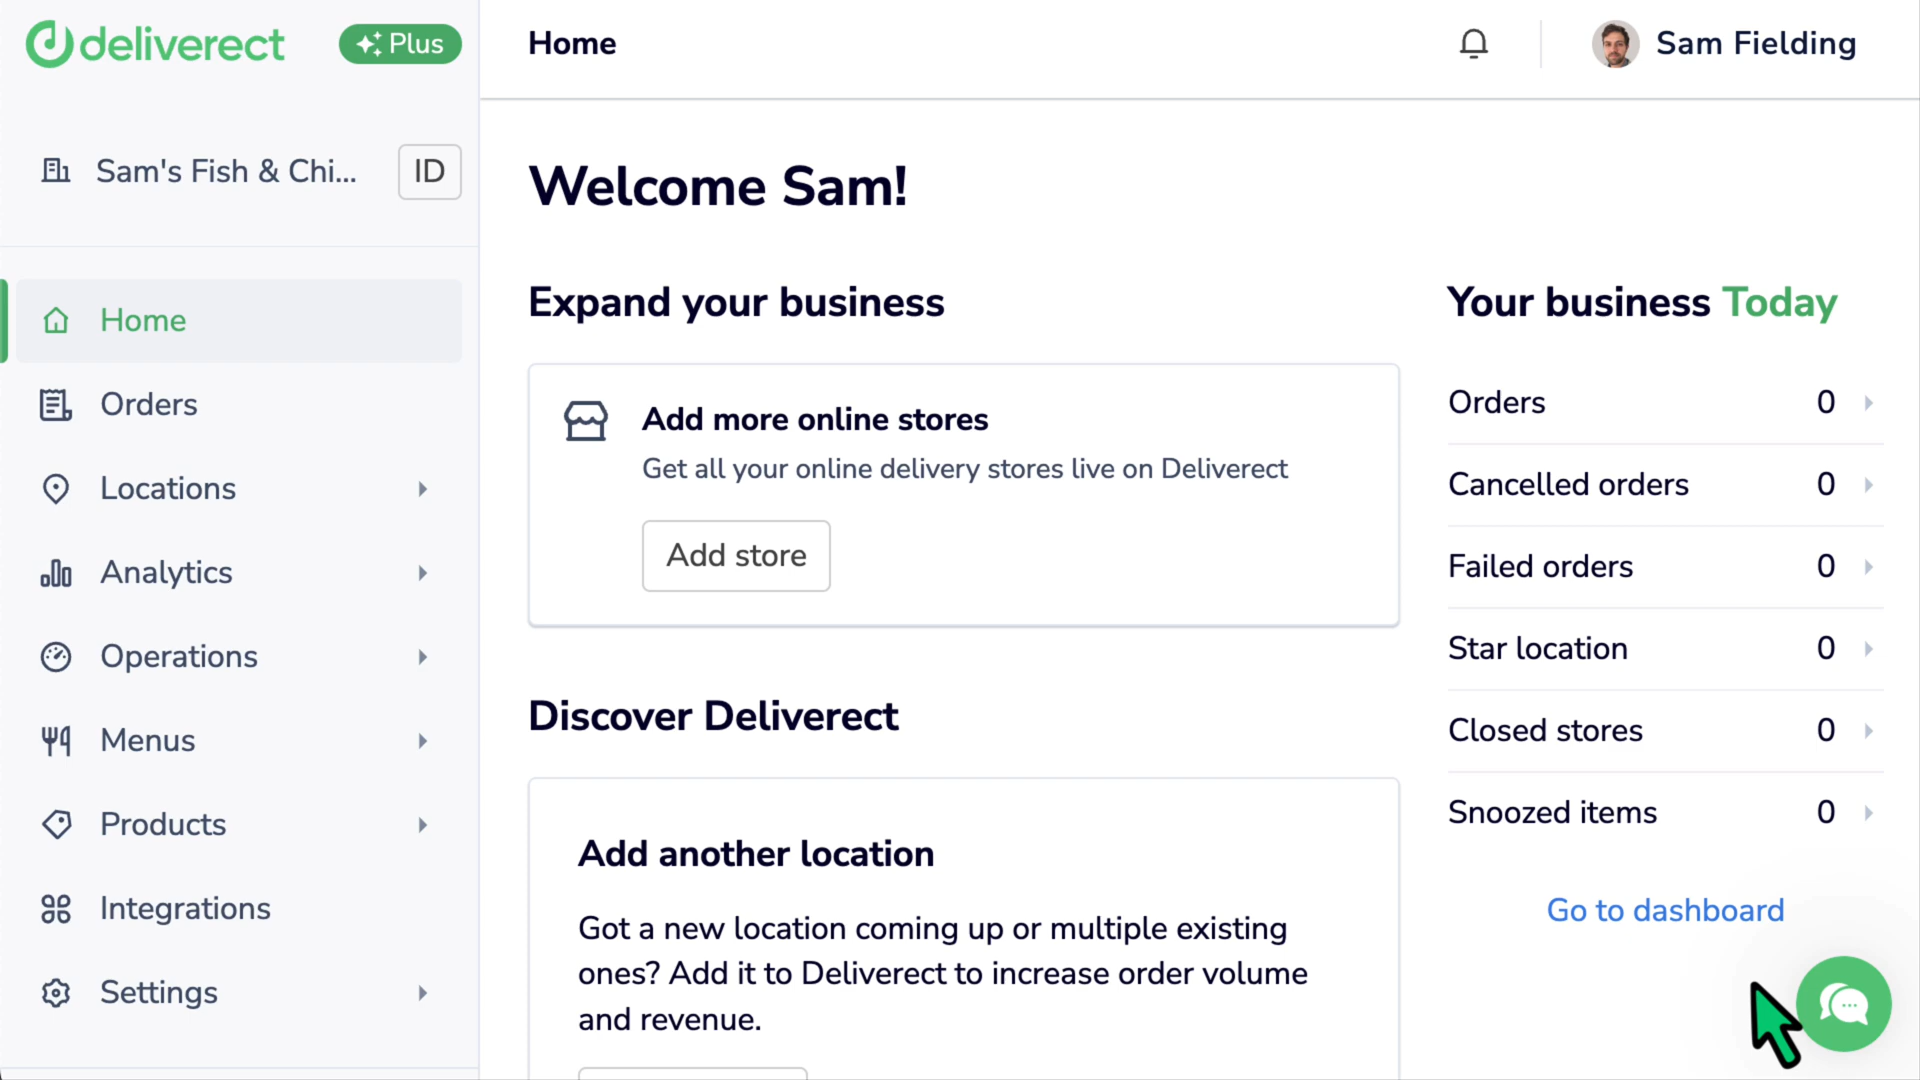 deliverect
Plus
Home
Sam Fielding
Sam's Fish & Chi...
ID
Home
Orders
Locations
Analytics
Operations
Menus
Products
Integrations
Settings
Welcome Sam!
Expand your business
Add more online stores
Get all your online delivery stores live on Deliverect
Add store
Discover Deliverect
Add another location
Got a new location coming up or multiple existing
ones? Add it to Deliverect to increase order volume
and revenue.
Your business Today
Orders 0
Cancelled orders 0
Failed orders 0
Star location 0
Closed stores 0
Snoozed items 0
Go to dashboard